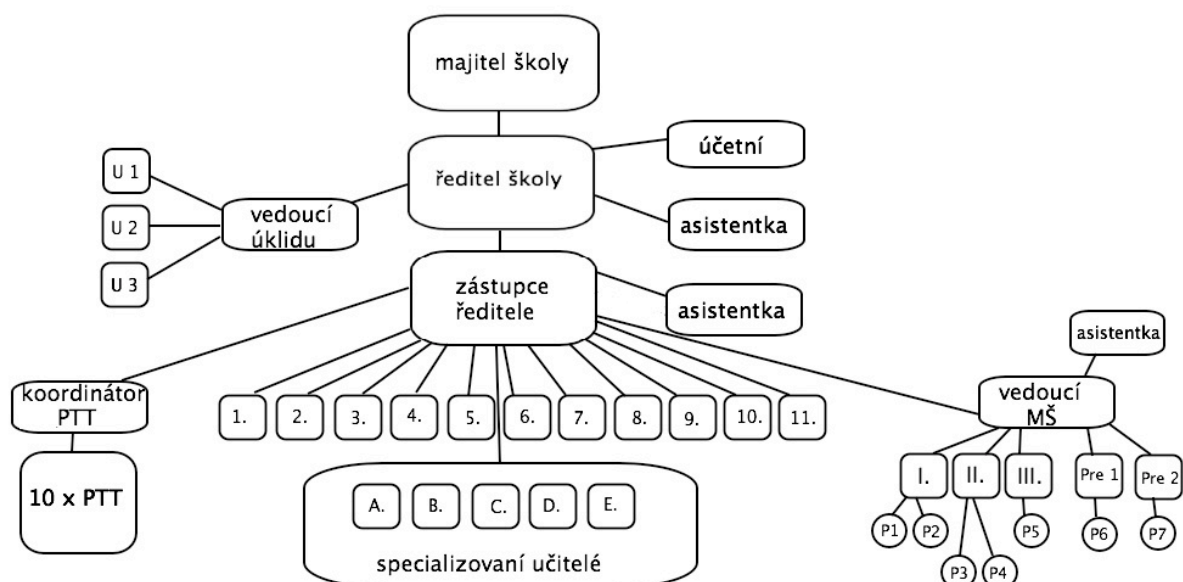 majitel školy
účetní
ředitel školy
U 1
U 2
U 3
vedoucí
úklidu
asistentka
zástupce
ředitele
asistentka
asistentka
koordinátor
PTT
10 x PTT
1.
2.
3.
4.
5.
6.
7.
8.
9.
10.
11.
vedoucí
MŠ
A.
B.
C.
D.
E.
specializovaní učitelé
I.
II.
III.
Pre 1
Pre 2
P1
P2
P3
P4
P5
P6
P7